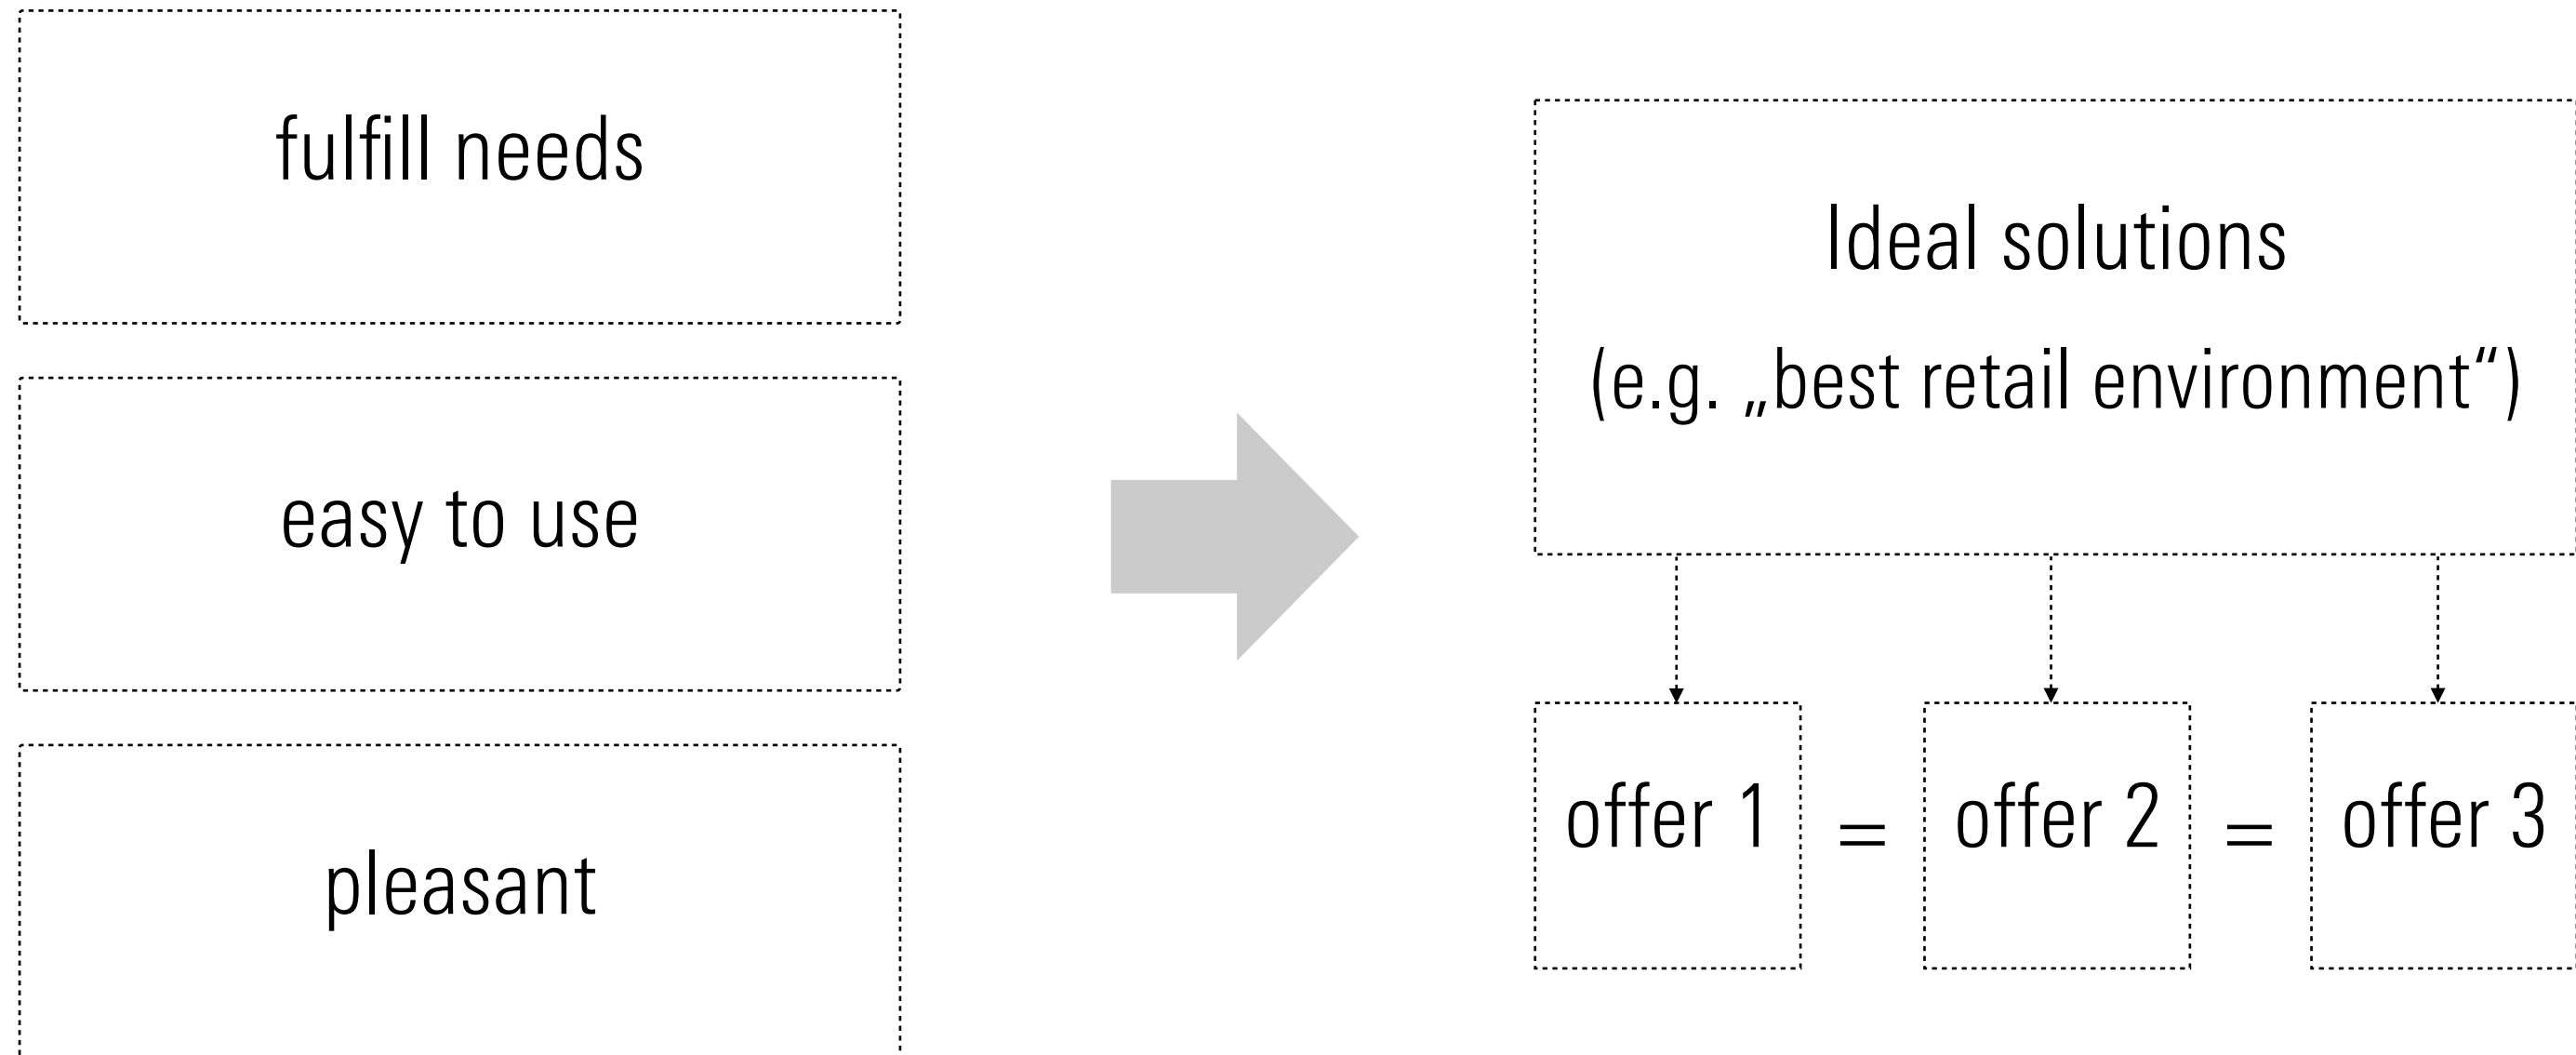 fulfill needs
easy to use
pleasant
Ideal solutions
(e.g. „best retail environment“)
offer 1 = offer 2 = offer 3